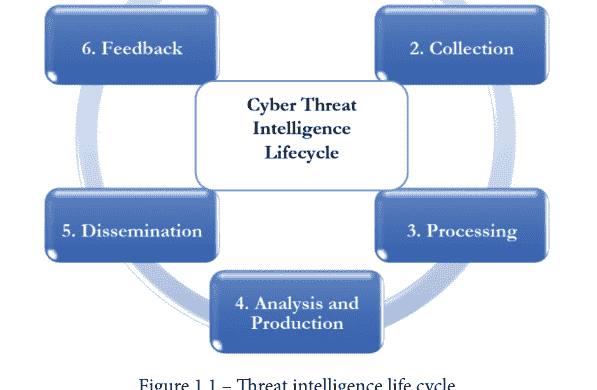 6. Feedback
2. Collection
Cyber Threat
Intelligence
Lifecycle
5. Dissemination
3. Processing
4. Analysis and
Production
Figure 1.1 – Threat intelligence life cycle